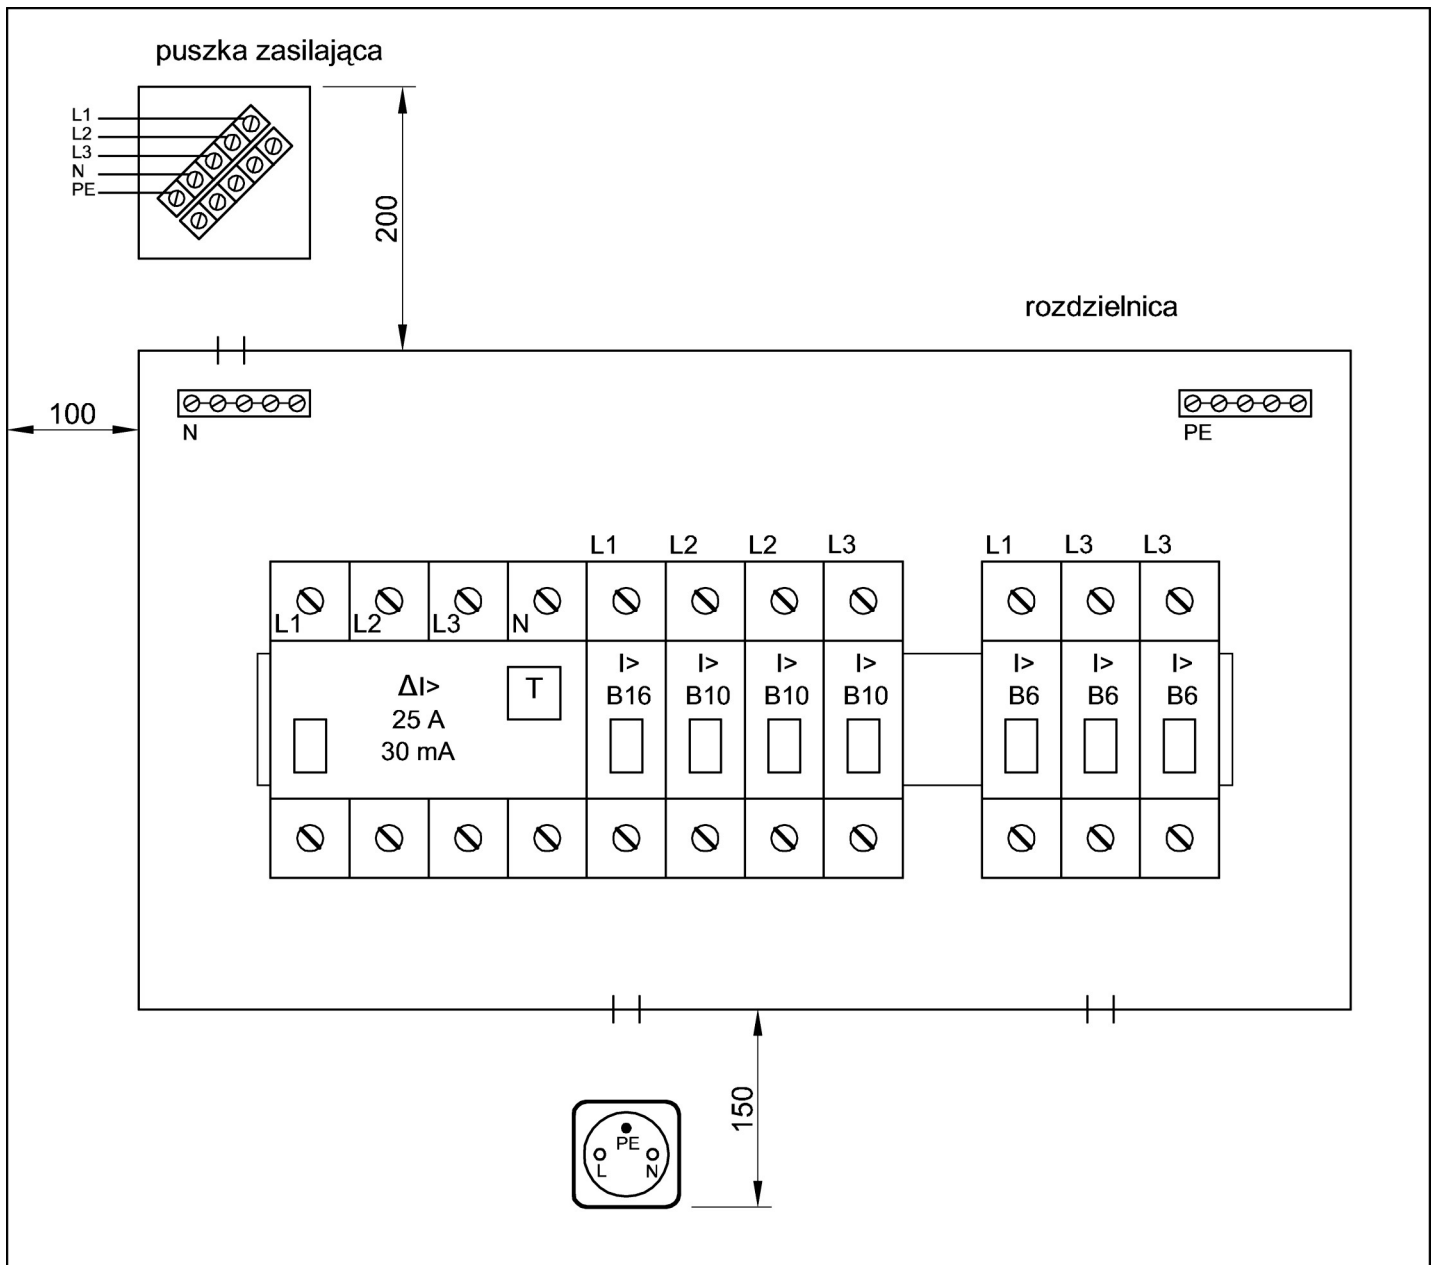 puszka zasilająca
L1
L2
L3
N
PE
200
rozdzielnica
100
N
PE
L1 L2 L2 L3 L1 L3 L3
L1 L2 L3 N
ΔI>
25 A
30 mA
T
I> I> I> I> I> I> I>
B16 B10 B10 B10 B6 B6 B6
150
PE
L N